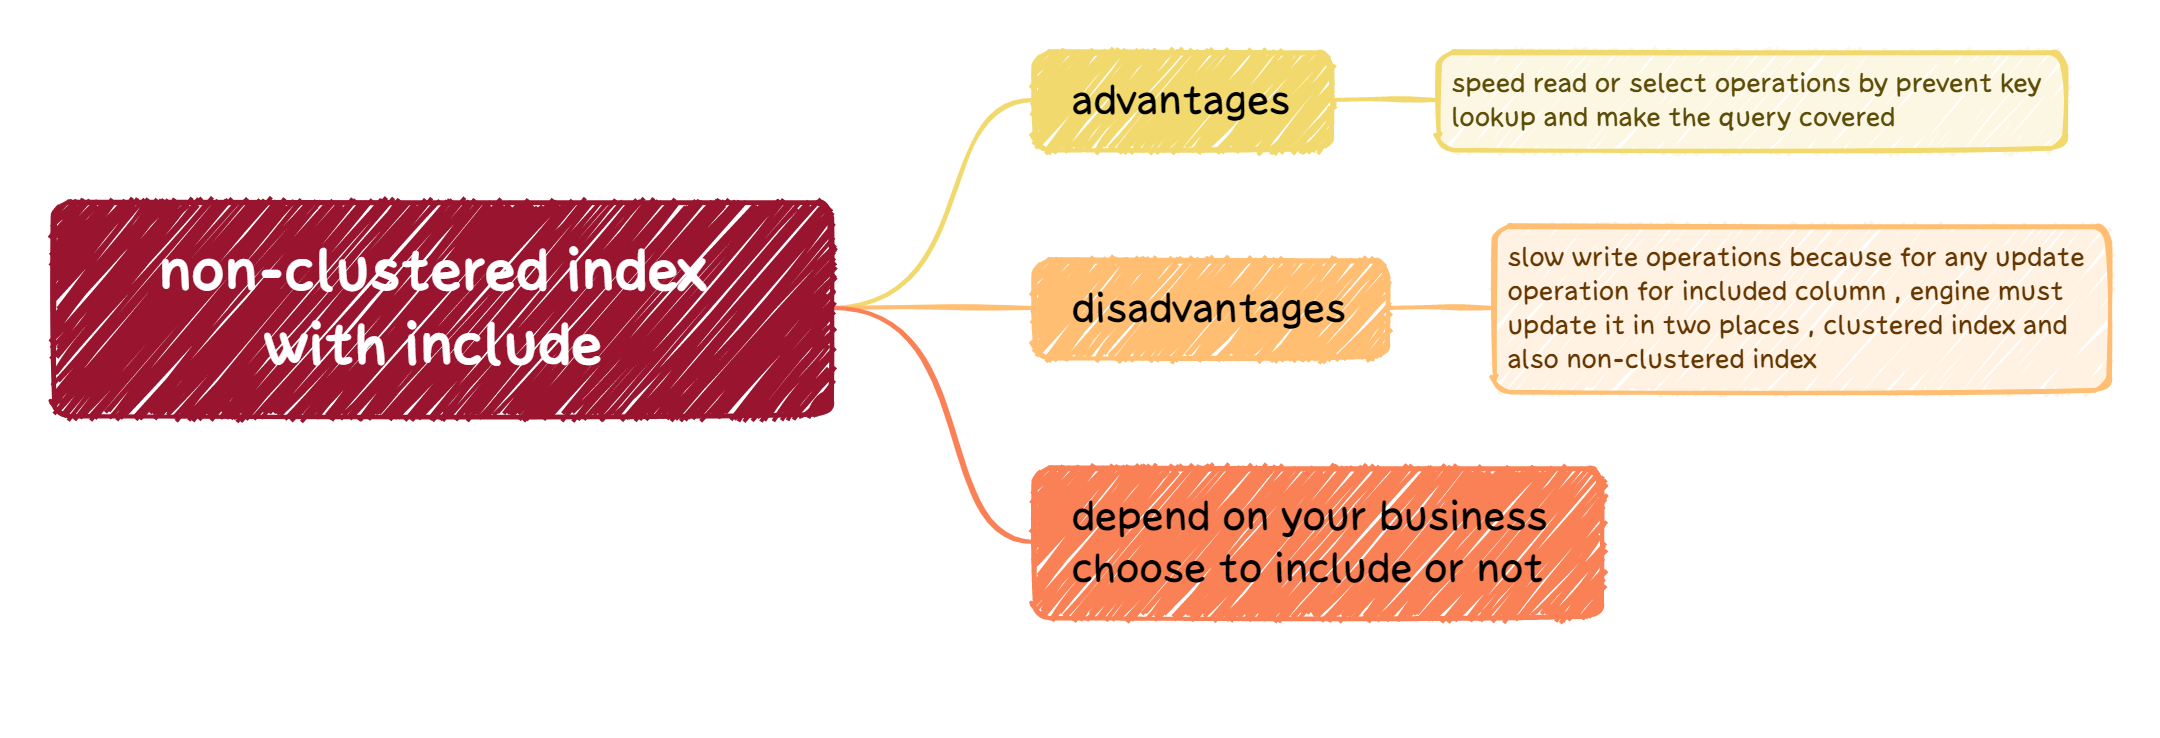 non-clustered index
with include
advantages
speed read or select operations by prevent key
lookup and make the query covered
disadvantages
slow write operations because for any update
operation for included column , engine must
update it in two places , clustered index and
also non-clustered index
depend on your business
choose to include or not